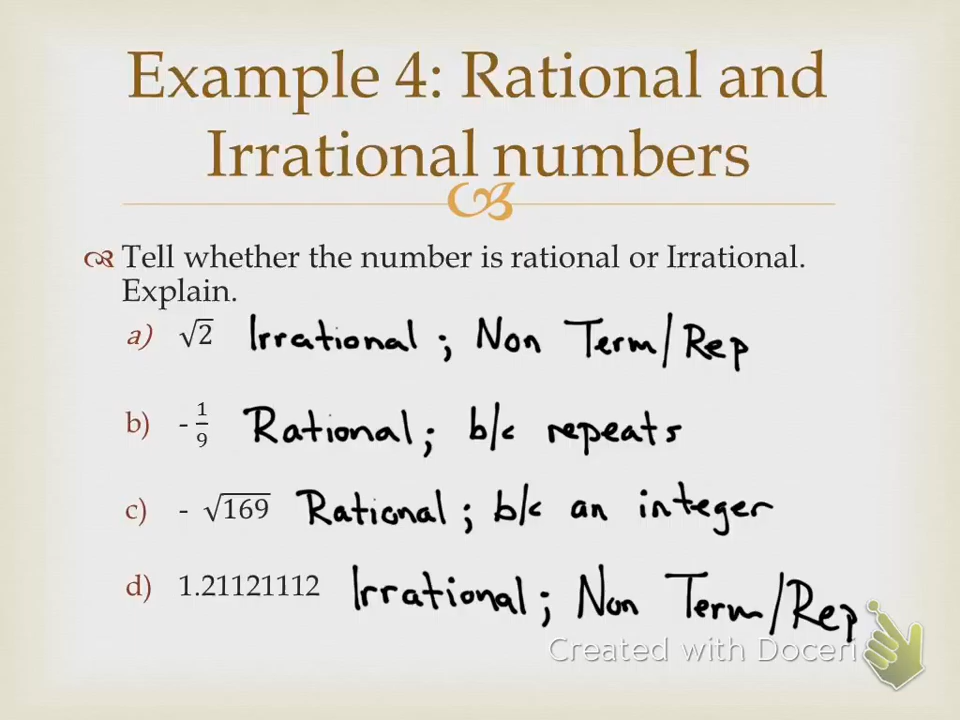 Example 4: Rational and
Irrational numbers
Tell whether the number is rational or Irrational.
Explain.
a) √2 Irrational ; Non Term/Rep
b) - 1/9 Rational ; b/c repeats
c) - √169 Rational ; b/c an integer
d) 1.21121112 Irrational ; Non Term/Rep
Created with Doceri